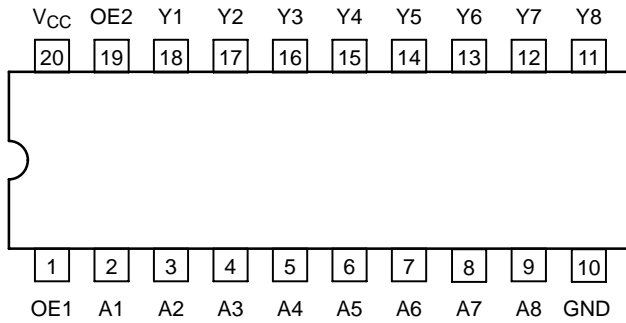 VCC OE2 Y1 Y2 Y3 Y4 Y5 Y6 Y7 Y8
20 19 18 17 16 15 14 13 12 11
1 2 3 4 5 6 7 8 9 10
OE1 A1 A2 A3 A4 A5 A6 A7 A8 GND